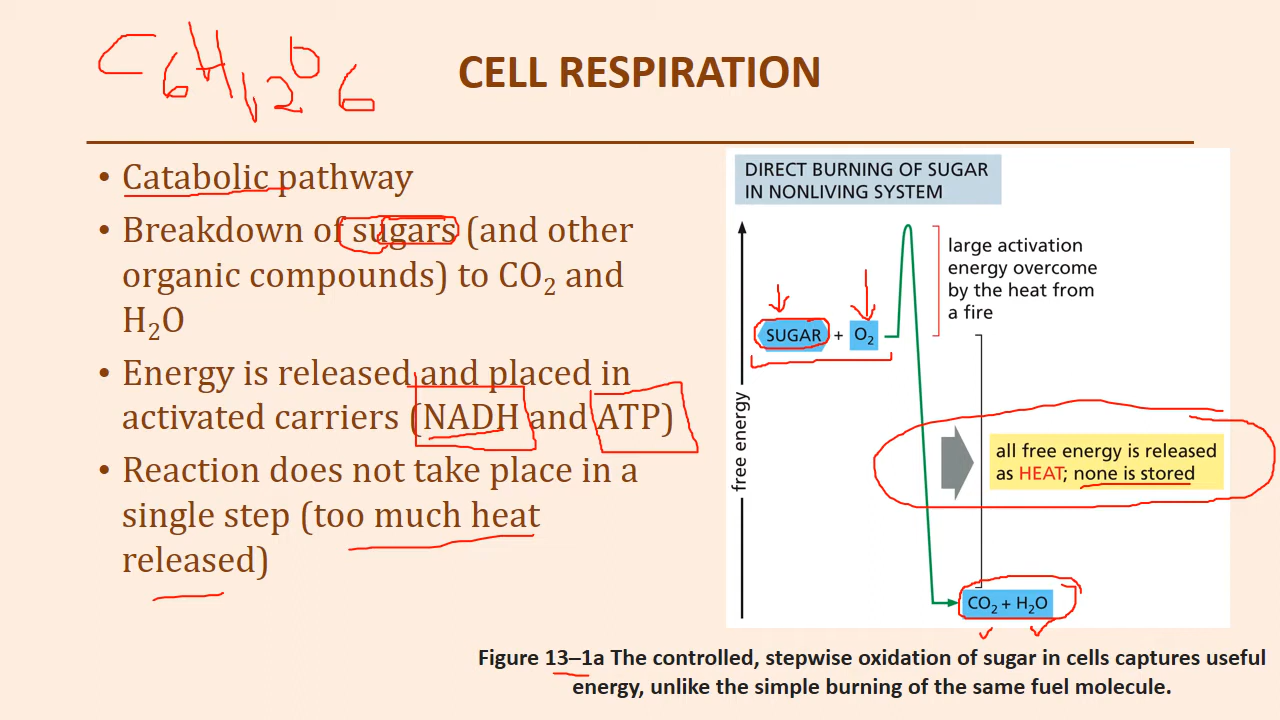 C6H12O6
CELL RESPIRATION
• Catabolic pathway
• Breakdown of sugars (and other
organic compounds) to CO₂ and
H₂O
• Energy is released and placed in
activated carriers (NADH and ATP)
• Reaction does not take place in a
single step (too much heat
released)
DIRECT BURNING OF SUGAR
IN NONLIVING SYSTEM
large activation
energy overcome
by the heat from
a fire
SUGAR + O₂
free energy
all free energy is released
as HEAT; none is stored
CO₂ + H₂O
Figure 13–1a The controlled, stepwise oxidation of sugar in cells captures useful
energy, unlike the simple burning of the same fuel molecule.